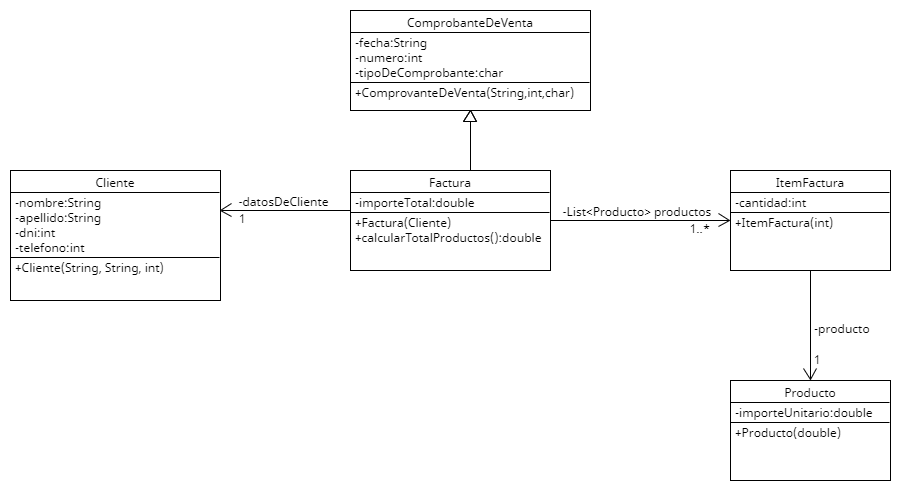 ComprobanteDeVenta
-fecha:String
-numero:int
-tipoDeComprobante:char
+ComprovanteDeVenta(String,int,char)
Cliente
-nombre:String
-apellido:String
-dni:int
-telefono:int
+Cliente(String, String, int)
-datosDeCliente
1
Factura
-importeTotal:double
+Factura(Cliente)
+calcularTotalProductos():double
-List<Producto> productos
1..*
ItemFactura
-cantidad:int
+ItemFactura(int)
-producto
1
Producto
-importeUnitario:double
+Producto(double)